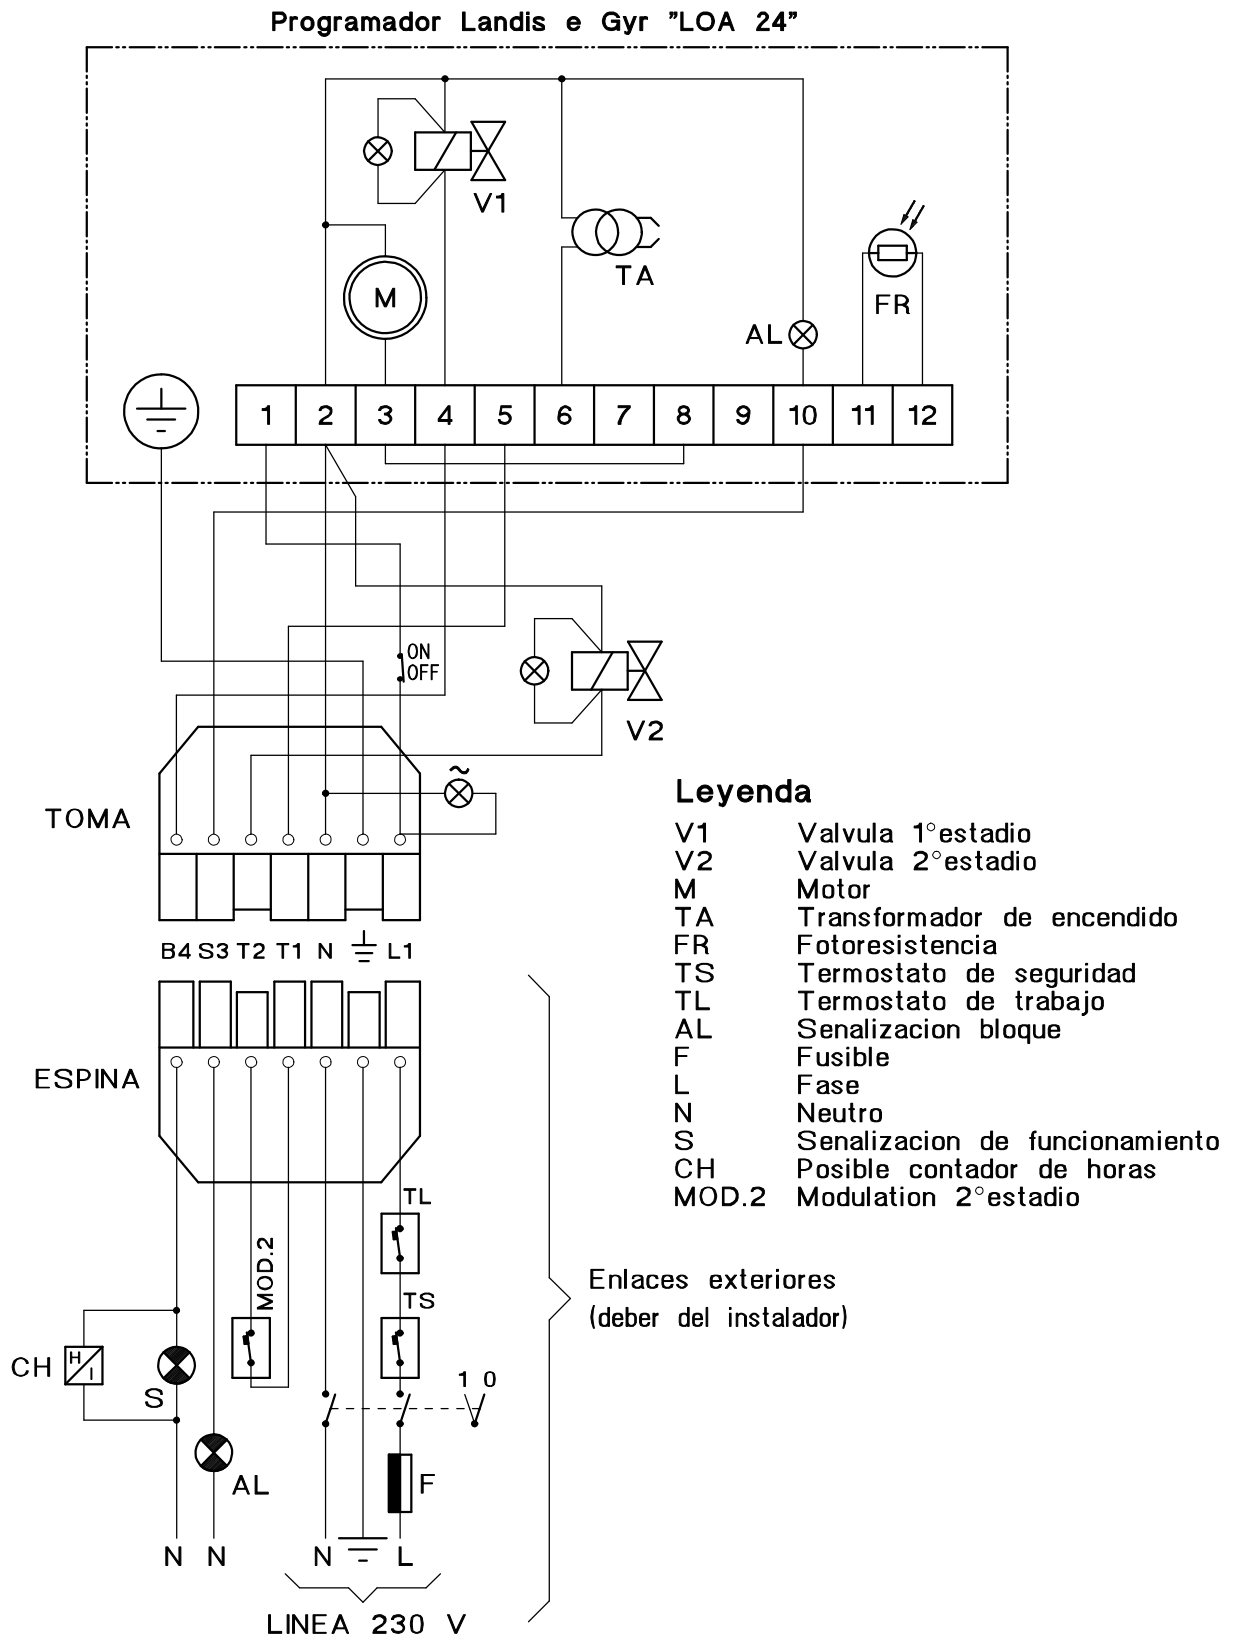 Programador Landis e Gyr "LOA 24"
V1
TA
M
FR
AL
1 2 3 4 5 6 7 8 9 10 11 12
ON
OFF
V2
~
TOMA
B4 S3 T2 T1 N L1
ESPINA
Leyenda
V1 Valvula 1°estadio
V2 Valvula 2°estadio
M Motor
TA Transformador de encendido
FR Fotoresistencia
TS Termostato de seguridad
TL Termostato de trabajo
AL Senalizacion bloque
F Fusible
L Fase
N Neutro
S Senalizacion de funcionamiento
CH Posible contador de horas
MOD.2 Modulation 2°estadio
TL
MOD.2
TS
Enlaces exteriores
(deber del instalador)
CH
H
I
S
1 0
AL
F
N N N L
LINEA 230 V